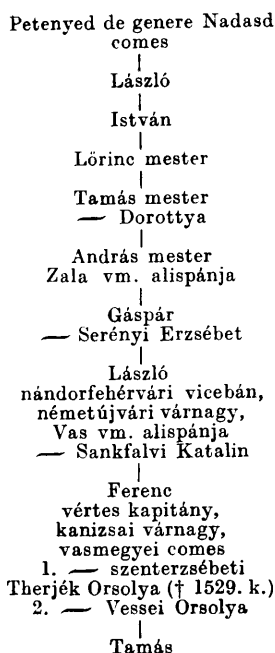 Petenyed de genere Nadasd
comes
László
István
Lőrinc mester
Tamás mester
— Dorottya
András mester
Zala vm. alispánja
Gáspár
— Serényi Erzsébet
László
nándorfehérvári vicebán,
németújvári várnagy,
Vas vm. alispánja
— Sankfalvi Katalin
Ferenc
vértes kapitány,
kanizsai várnagy,
vasmegyei comes
1. — szenterzsébeti
Therjék Orsolya († 1529. k.)
2. — Vessei Orsolya
Tamás